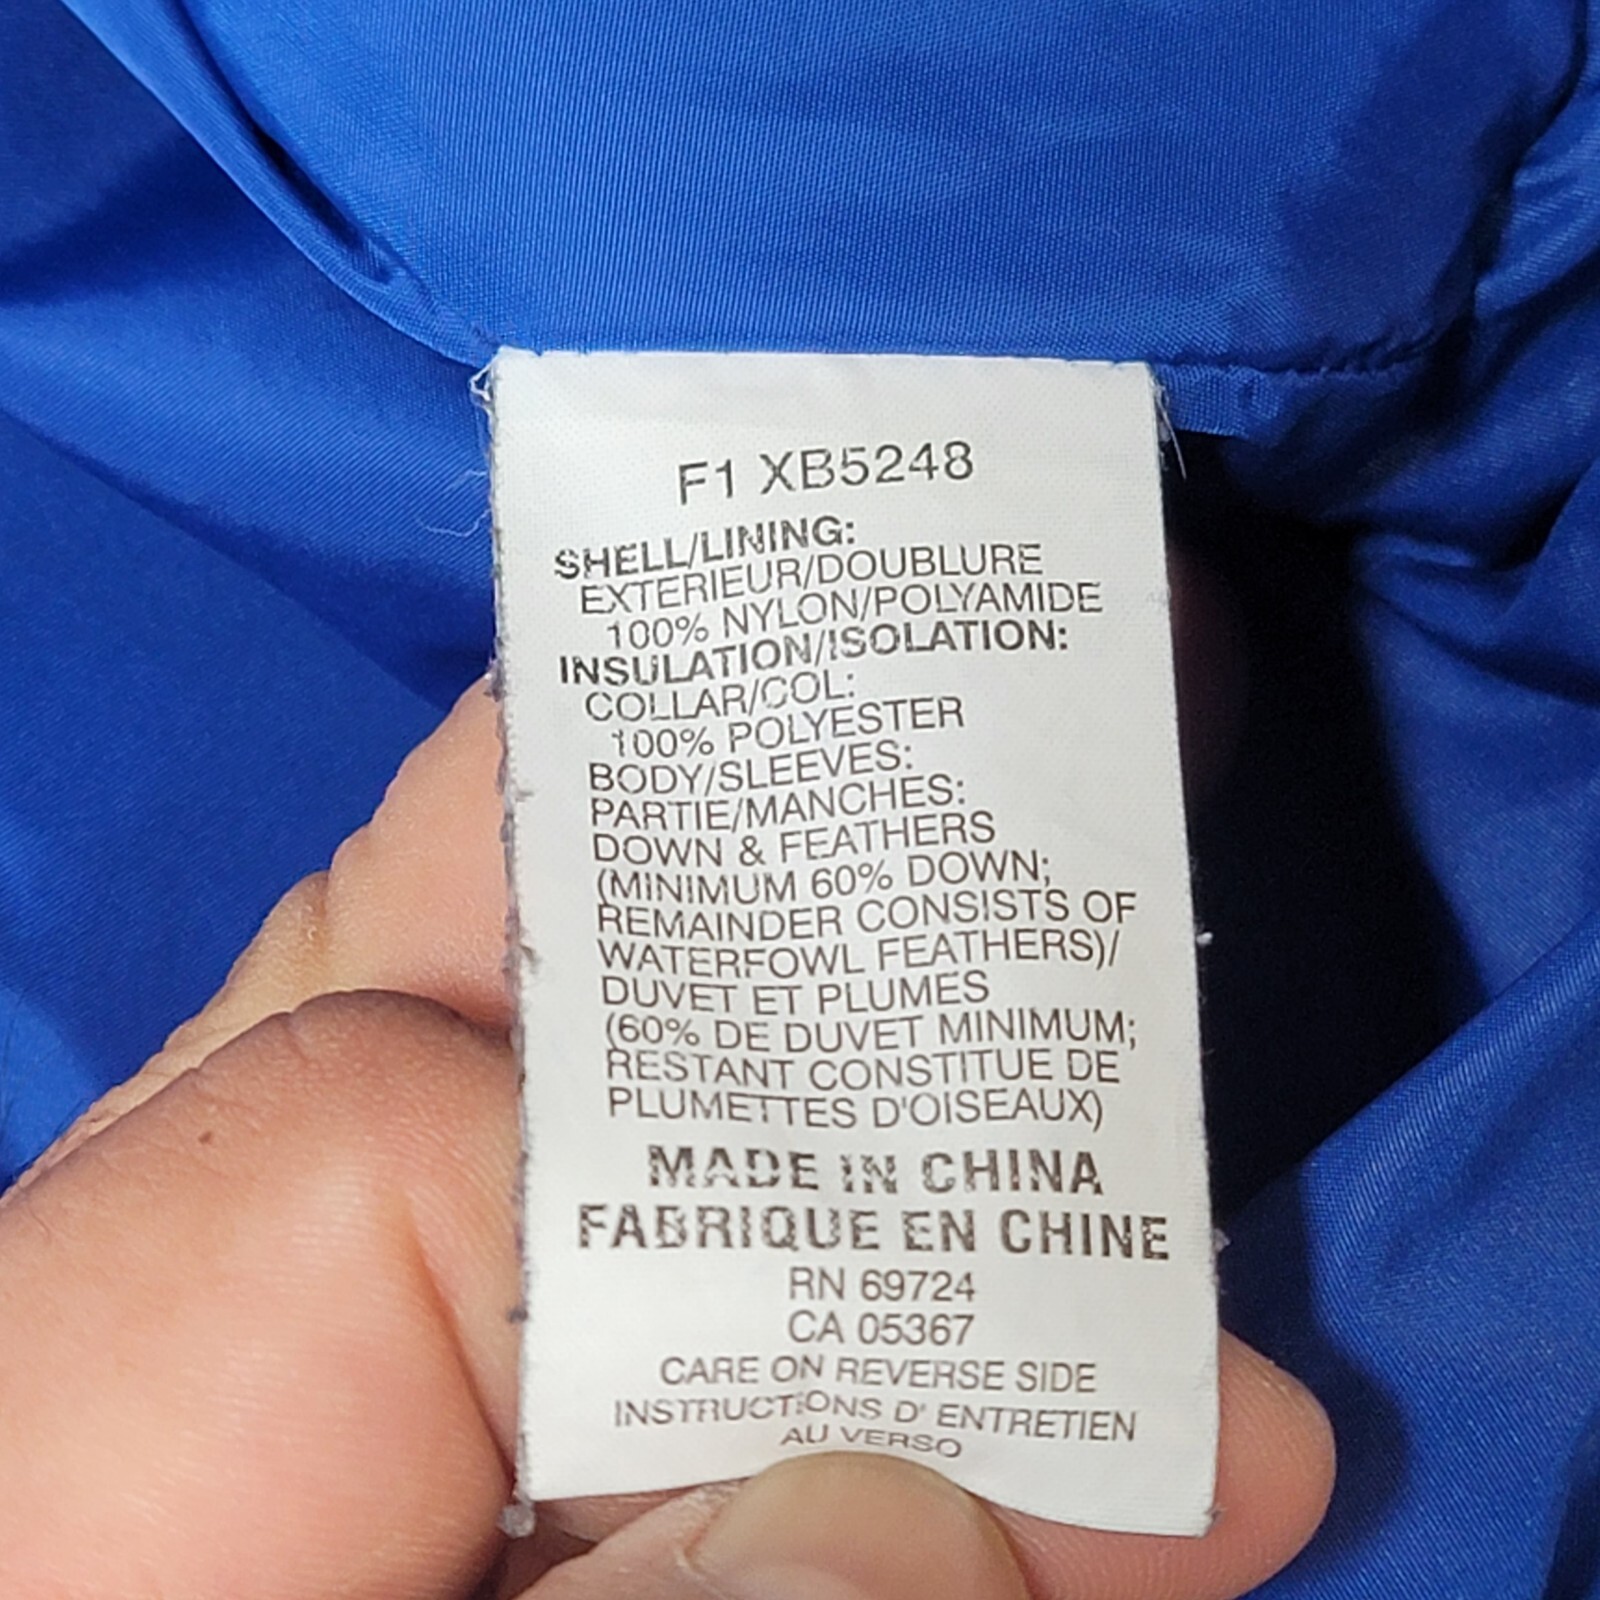 F1 XB5248
SHELL/LINING:
EXTERIEUR/DOUBLURE
100% NYLON/POLYAMIDE
INSULATION/ISOLATION:
COLLAR/COL:
100% POLYESTER
BODY/SLEEVES:
PARTIE/MANCHES:
DOWN & FEATHERS
(MINIMUM 60% DOWN;
REMAINDER CONSISTS OF
WATERFOWL FEATHERS)/
DUVET ET PLUMES
(60% DE DUVET MINIMUM;
RESTANT CONSTITUE DE
PLUMETTES D'OISEAUX)
MADE IN CHINA
FABRIQUE EN CHINE
RN 69724
CA 05367
CARE ON REVERSE SIDE
INSTRUCTIONS D' ENTRETIEN
AU VERSO